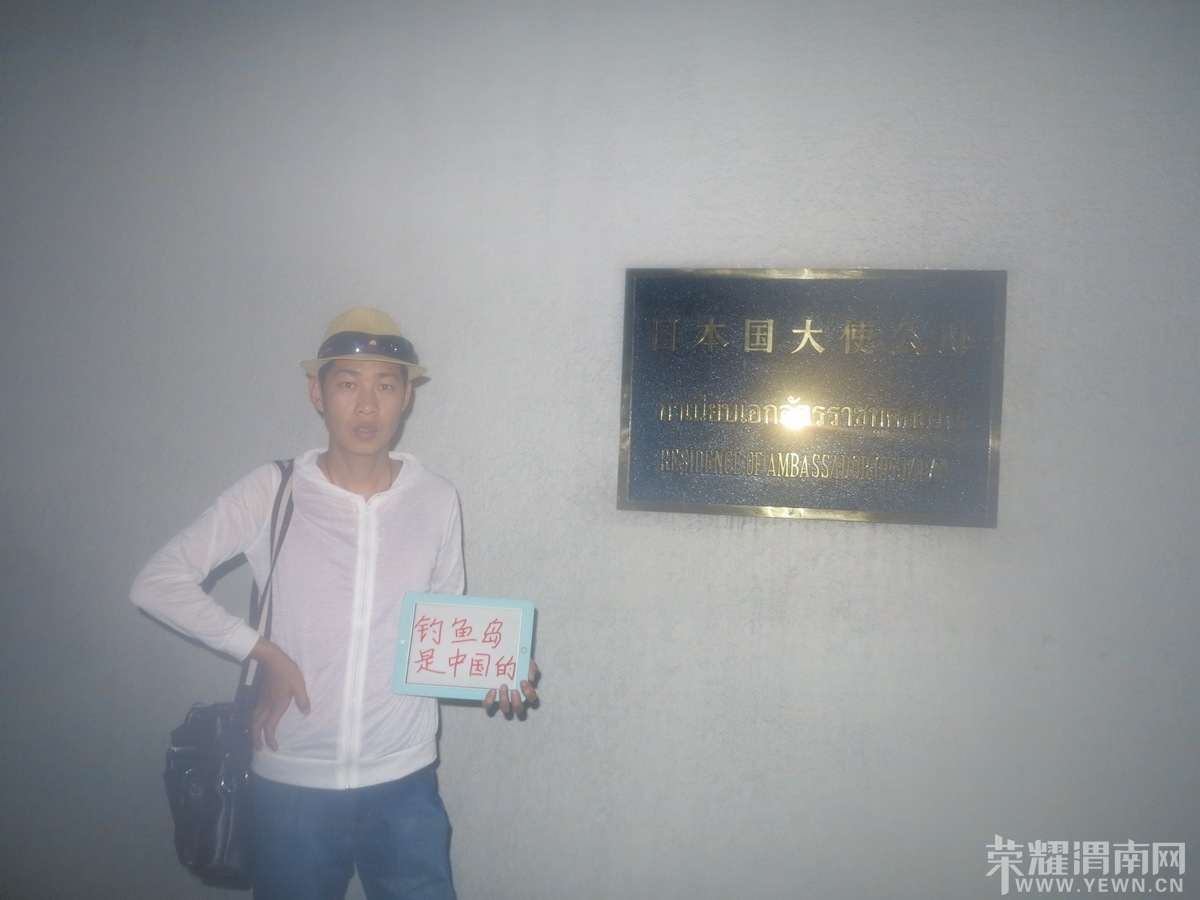 钓鱼岛
是中国的
日本国大使公邸
RESIDENCE OF AMBASSADOR OF JAPAN
荣耀渭南网
WWW.YEWN.CN